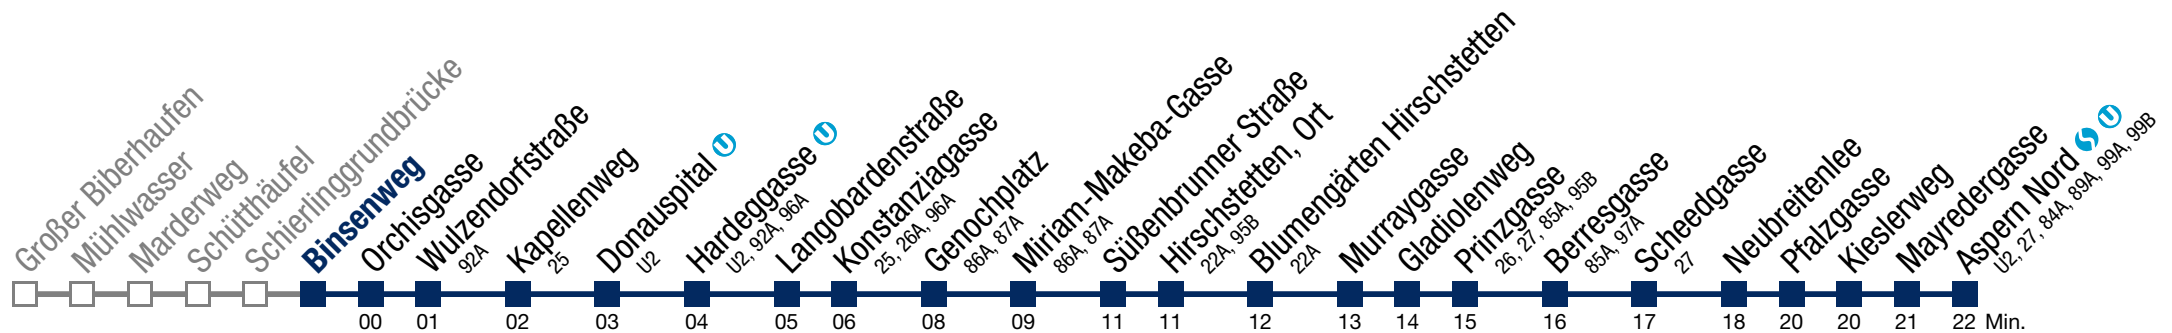 Großer Biberhaufen
Mühlwasser
Marderweg
Schütthäufel
Schierlinggrundbrücke
Binsenweg
Orchisgasse
Wulzendorfstraße
92A
Kapellenweg
25
Donauspital U
U2
Hardeggasse U
U2, 92A, 96A
Langobardenstraße
Konstanziagasse
25, 26A, 96A
Genochplatz
86A, 87A
Miriam-Makeba-Gasse
86A, 87A
Süßenbrunner Straße
Hirschstetten, Ort
22A, 95B
Blumengärten Hirschstetten
22A
Murraygasse
Gladiolenweg
Prinzgasse
26, 27, 85A, 95B
Berresgasse
85A, 97A
Scheedgasse
27
Neubreitenlee
Pfalzgasse
Kieslerweg
Mayredergasse
Aspern Nord S U
U2, 27, 84A, 89A, 99A, 99B
00 01 02 03 04 05 06 08 09 11 11 12 13 14 15 16 17 18 20 20 21 22 Min.